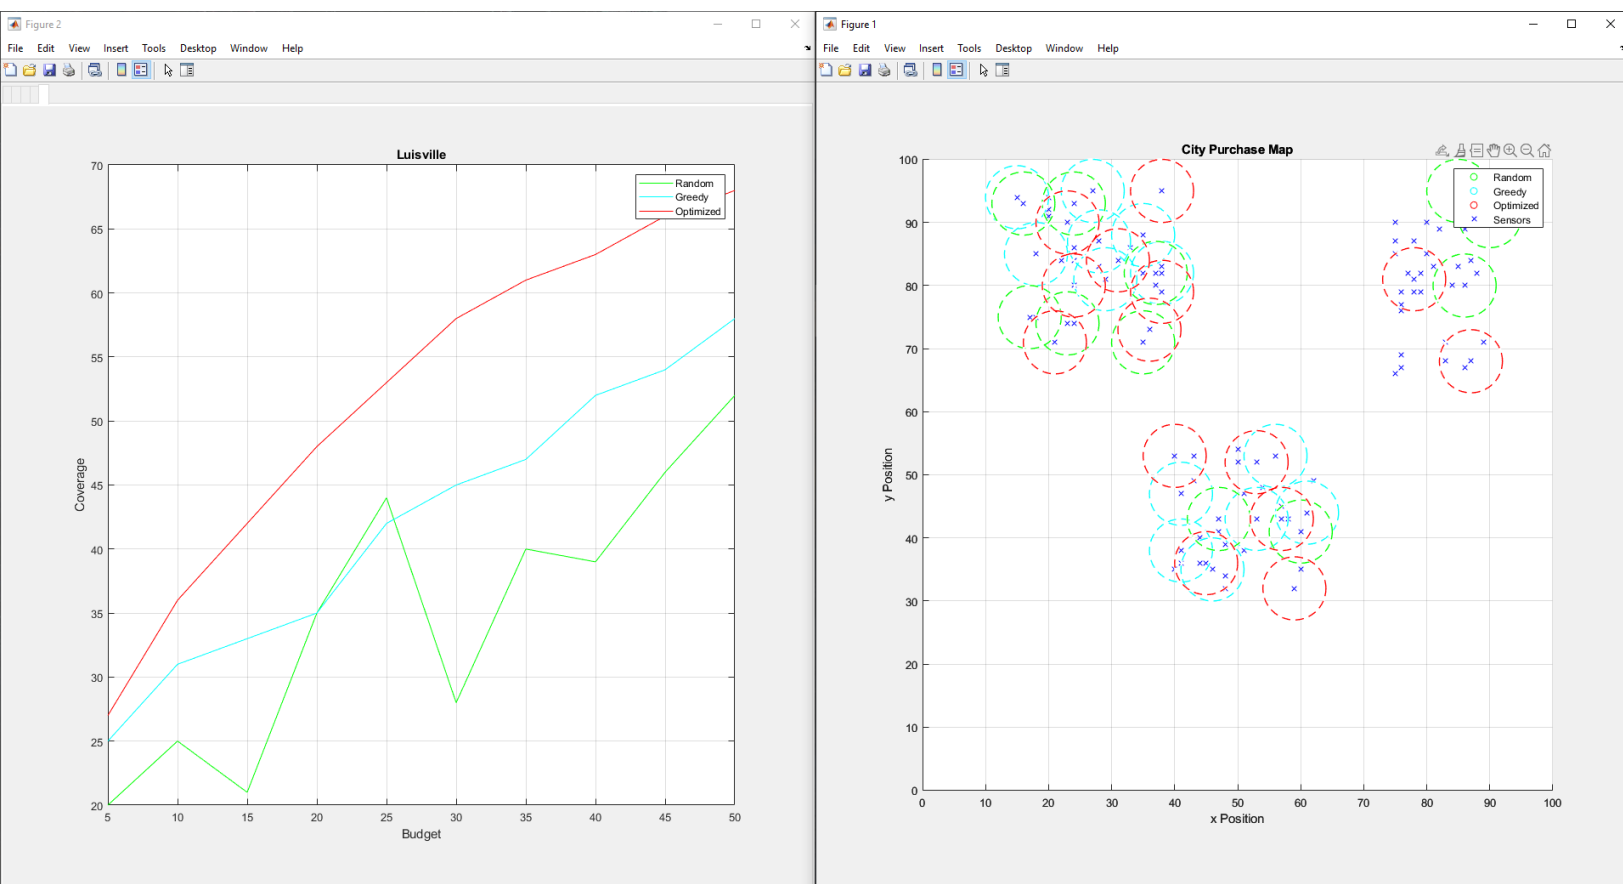 Figure 2
File Edit View Insert Tools Desktop Window Help
Luisville
Random
Greedy
Optimized
Coverage
70
65
60
55
50
45
40
35
30
25
20
5 10 15 20 25 30 35 40 45 50
Budget
Figure 1
File Edit View Insert Tools Desktop Window Help
City Purchase Map
Random
Greedy
Optimized
Sensors
y Position
100
90
80
70
60
50
40
30
20
10
0
0 10 20 30 40 50 60 70 80 90 100
x Position